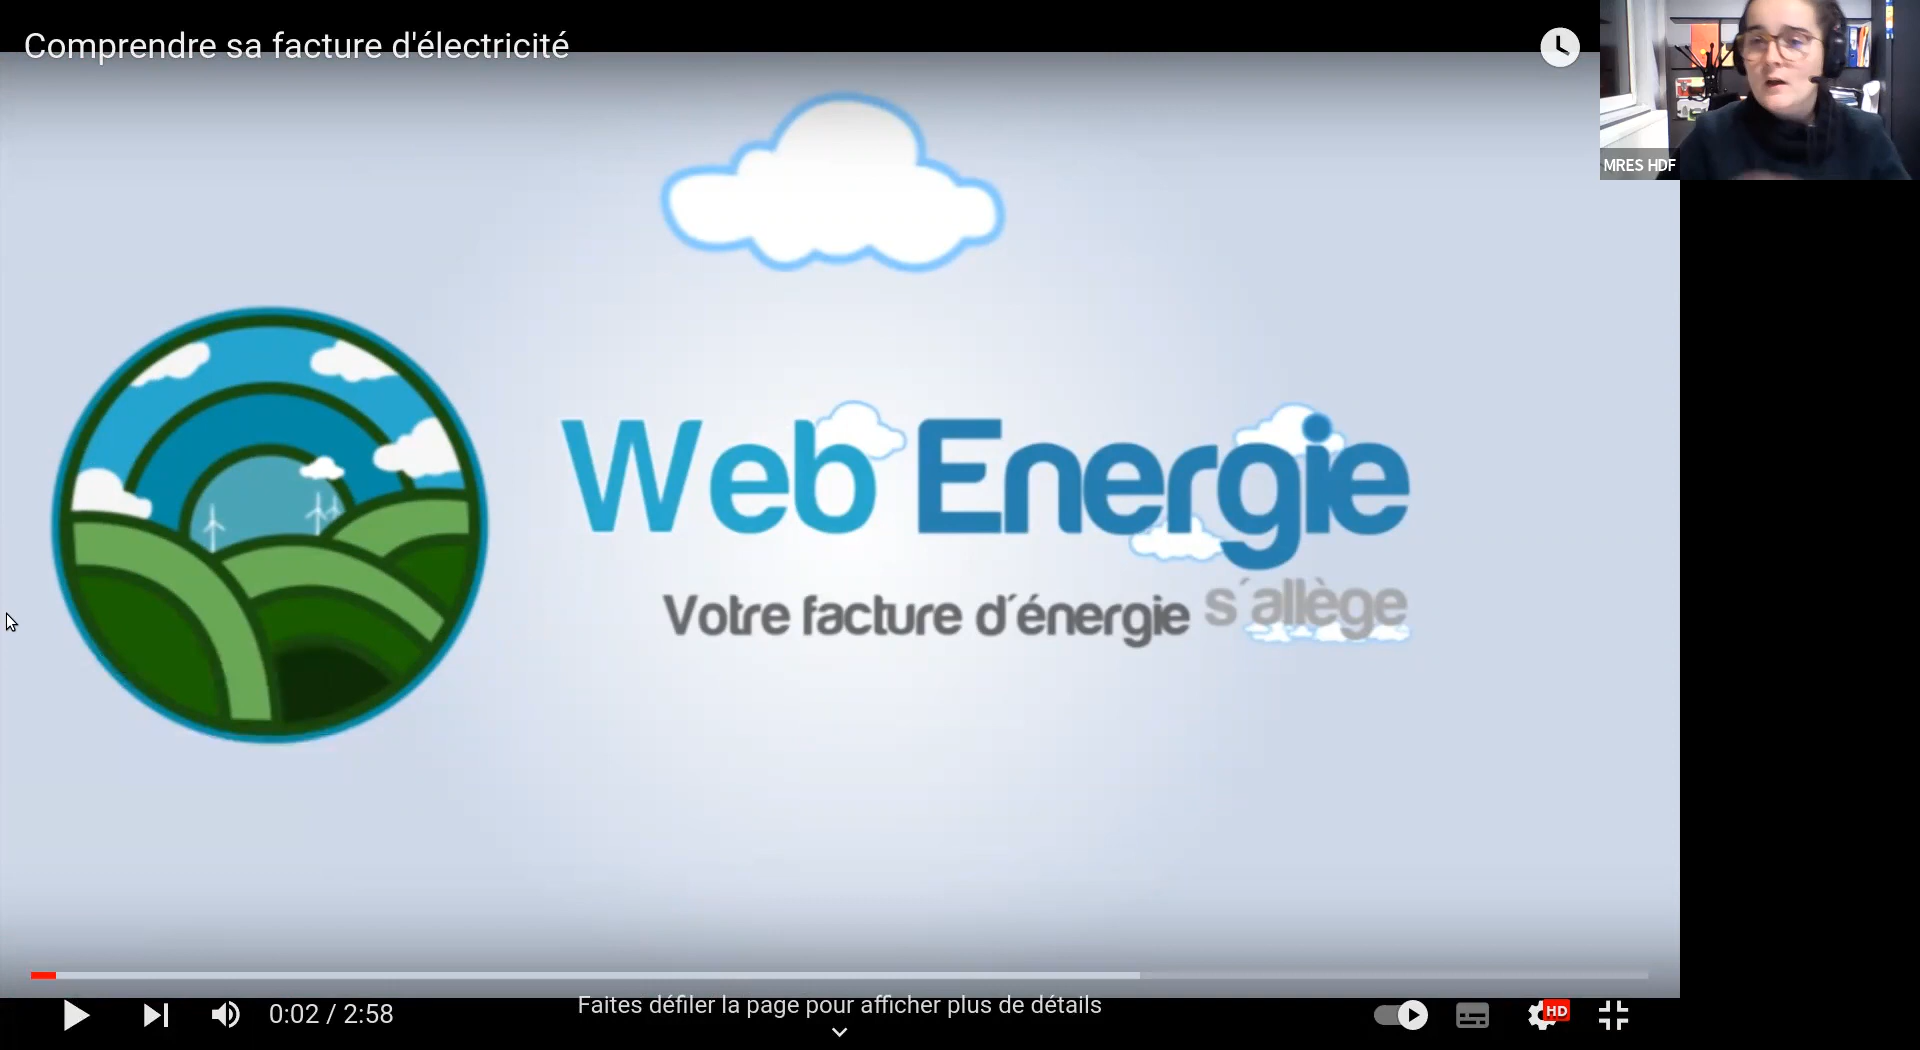 Comprendre sa facture d'électricité
MRES HDF
Web Energie
Votre facture d'énergie s'allège
0:02 / 2:58
Faites défiler la page pour afficher plus de détails
HD